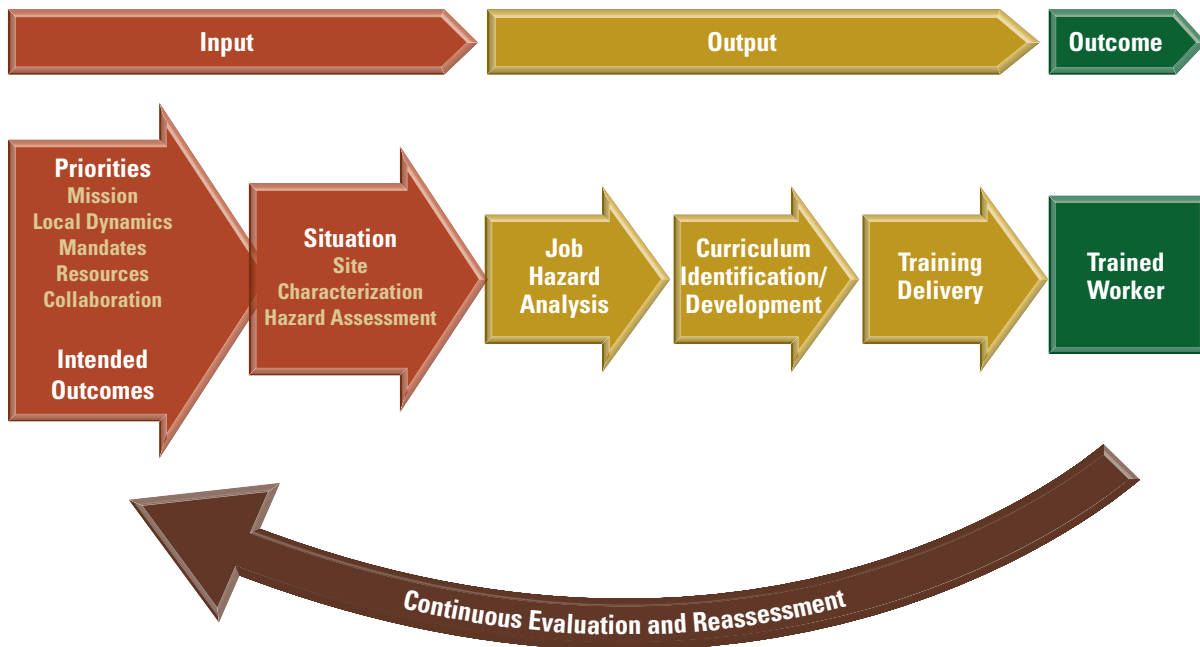 Input
Output
Outcome
Priorities
Mission
Local Dynamics
Mandates
Resources
Collaboration
Intended
Outcomes
Situation
Site
Characterization
Hazard Assessment
Job
Hazard
Analysis
Curriculum
Identification/
Development
Training
Delivery
Trained
Worker
Continuous Evaluation and Reassessment